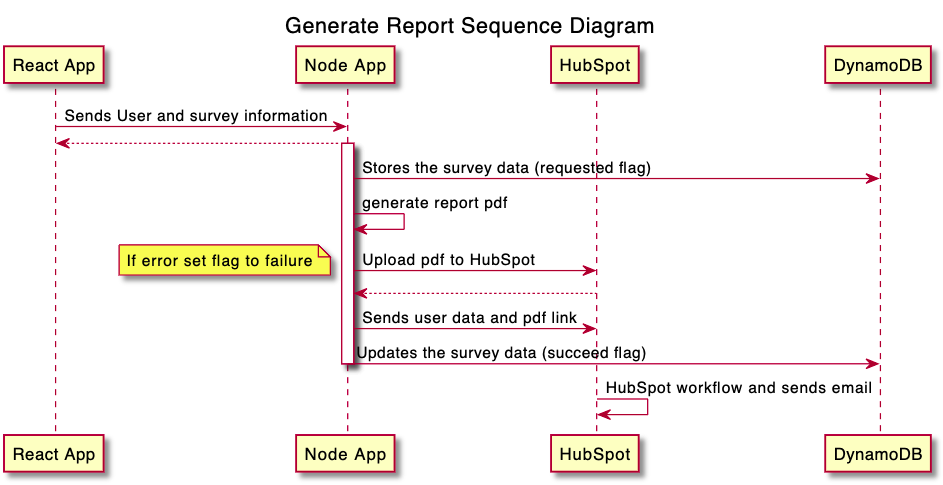 Generate Report Sequence Diagram
React App
Node App
HubSpot
DynamoDB
Sends User and survey information
Stores the survey data (requested flag)
generate report pdf
If error set flag to failure
Upload pdf to HubSpot
Sends user data and pdf link
Updates the survey data (succeed flag)
HubSpot workflow and sends email
React App
Node App
HubSpot
DynamoDB